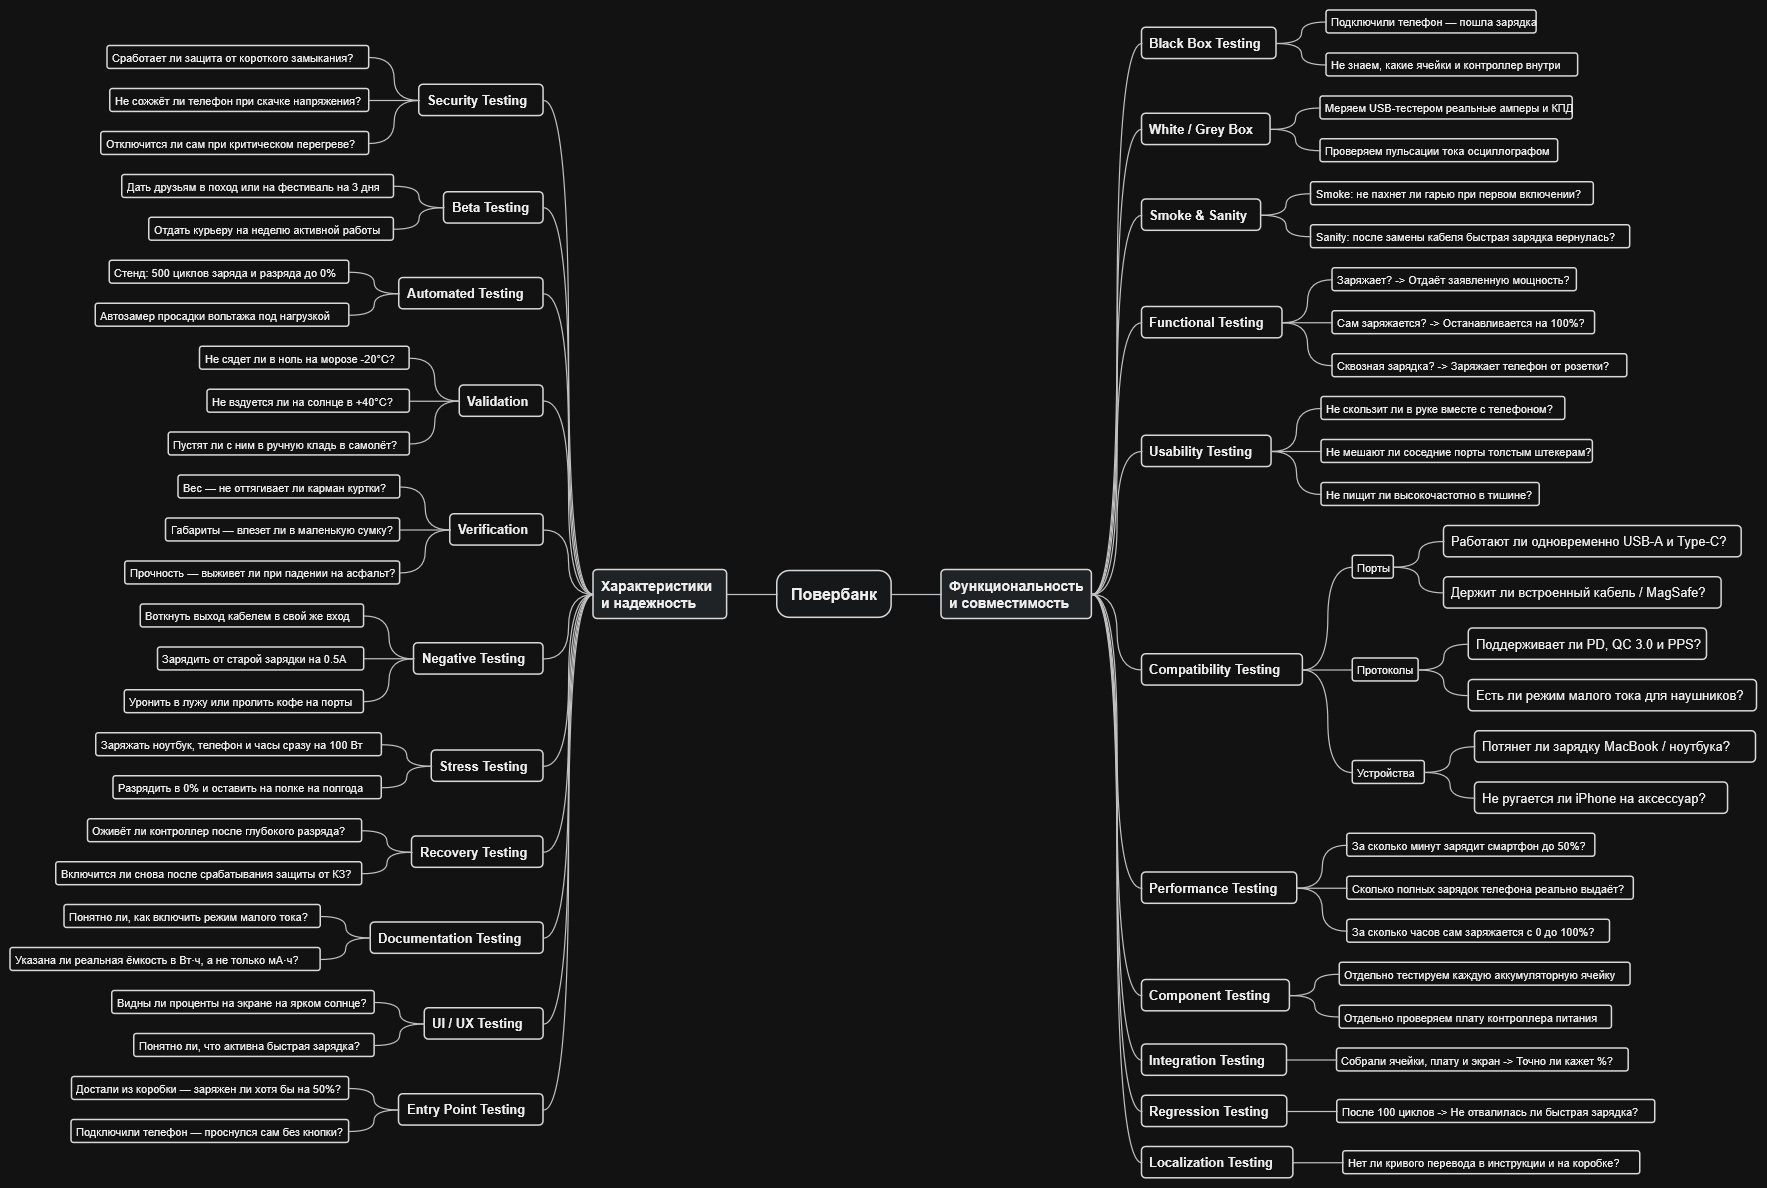 Повербанк
Характеристики
и надежность
Security Testing
Сработает ли защита от короткого замыкания?
Не сожжёт ли телефон при скачке напряжения?
Отключится ли сам при критическом перегреве?
Beta Testing
Дать друзьям в поход или на фестиваль на 3 дня
Отдать курьеру на неделю активной работы
Automated Testing
Стенд: 500 циклов заряда и разряда до 0%
Автозамер просадки вольтажа под нагрузкой
Validation
Не сядет ли в ноль на морозе -20°C?
Не вздуется ли на солнце в +40°C?
Пустят ли с ним в ручную кладь в самолёт?
Verification
Вес — не оттягивает ли карман куртки?
Габариты — влезет ли в маленькую сумку?
Прочность — выживет ли при падении на асфальт?
Negative Testing
Воткнуть выход кабелем в свой же вход
Зарядить от старой зарядки на 0.5А
Уронить в лужу или пролить кофе на порты
Stress Testing
Заряжать ноутбук, телефон и часы сразу на 100 Вт
Разрядить в 0% и оставить на полке на полгода
Recovery Testing
Оживёт ли контроллер после глубокого разряда?
Включится ли снова после срабатывания защиты от КЗ?
Documentation Testing
Понятно ли, как включить режим малого тока?
Указана ли реальная ёмкость в Вт·ч, а не только мА·ч?
UI / UX Testing
Видны ли проценты на экране на ярком солнце?
Понятно ли, что активна быстрая зарядка?
Entry Point Testing
Достали из коробки — заряжен ли хотя бы на 50%?
Подключили телефон — проснулся сам без кнопки?
Функциональность
и совместимость
Black Box Testing
Подключили телефон — пошла зарядка
Не знаем, какие ячейки и контроллер внутри
White / Grey Box
Меряем USB-тестером реальные амперы и КПД
Проверяем пульсации тока осциллографом
Smoke & Sanity
Smoke: не пахнет ли гарью при первом включении?
Sanity: после замены кабеля быстрая зарядка вернулась?
Functional Testing
Заряжает? -> Отдаёт заявленную мощность?
Сам заряжается? -> Останавливается на 100%?
Сквозная зарядка? -> Заряжает телефон от розетки?
Usability Testing
Не скользит ли в руке вместе с телефоном?
Не мешают ли соседние порты толстым штекерам?
Не пищит ли высокочастотно в тишине?
Compatibility Testing
Порты
Работают ли одновременно USB-A и Type-C?
Держит ли встроенный кабель / MagSafe?
Протоколы
Поддерживает ли PD, QC 3.0 и PPS?
Есть ли режим малого тока для наушников?
Устройства
Потянет ли зарядку MacBook / ноутбука?
Не ругается ли iPhone на аксессуар?
Performance Testing
За сколько минут зарядит смартфон до 50%?
Сколько полных зарядок телефона реально выдаёт?
За сколько часов сам заряжается с 0 до 100%?
Component Testing
Отдельно тестируем каждую аккумуляторную ячейку
Отдельно проверяем плату контроллера питания
Integration Testing
Собрали ячейки, плату и экран -> Точно ли кажет %?
Regression Testing
После 100 циклов -> Не отвалилась ли быстрая зарядка?
Localization Testing
Нет ли кривого перевода в инструкции и на коробке?